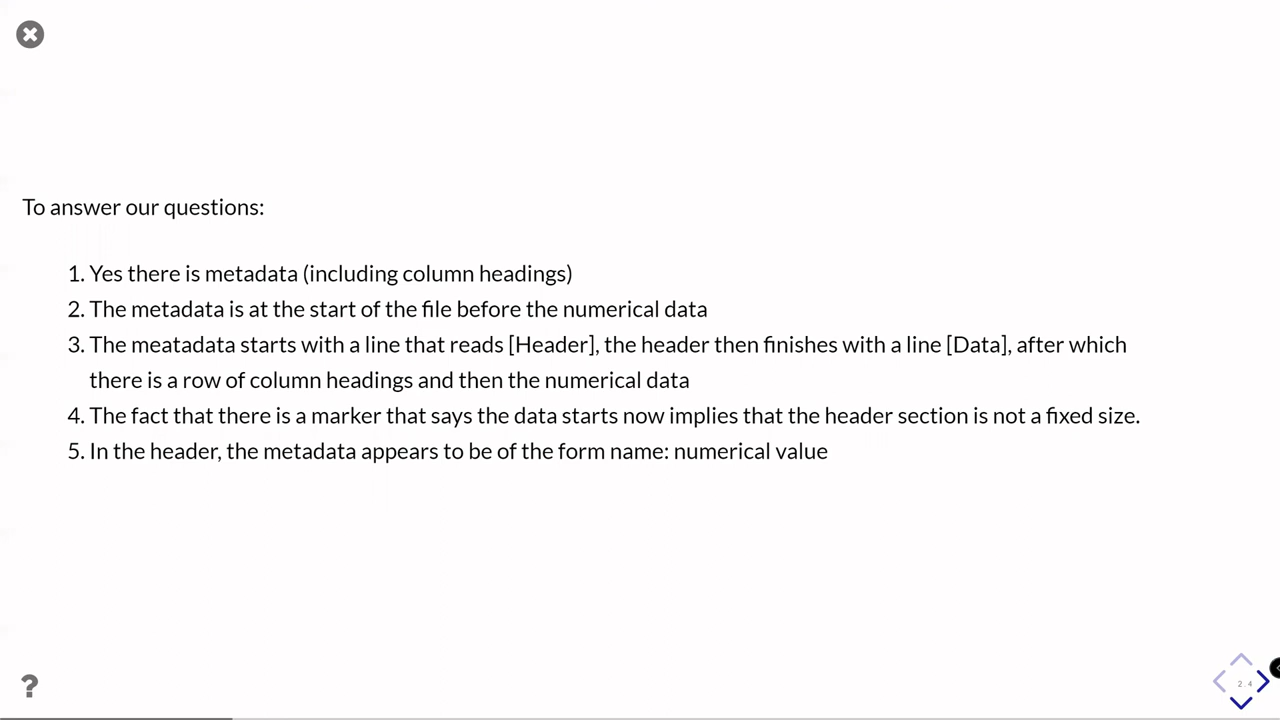 To answer our questions:
1. Yes there is metadata (including column headings)
2. The metadata is at the start of the file before the numerical data
3. The meatadata starts with a line that reads [Header], the header then finishes with a line [Data], after which
there is a row of column headings and then the numerical data
4. The fact that there is a marker that says the data starts now implies that the header section is not a fixed size.
5. In the header, the metadata appears to be of the form name: numerical value
?
2.4